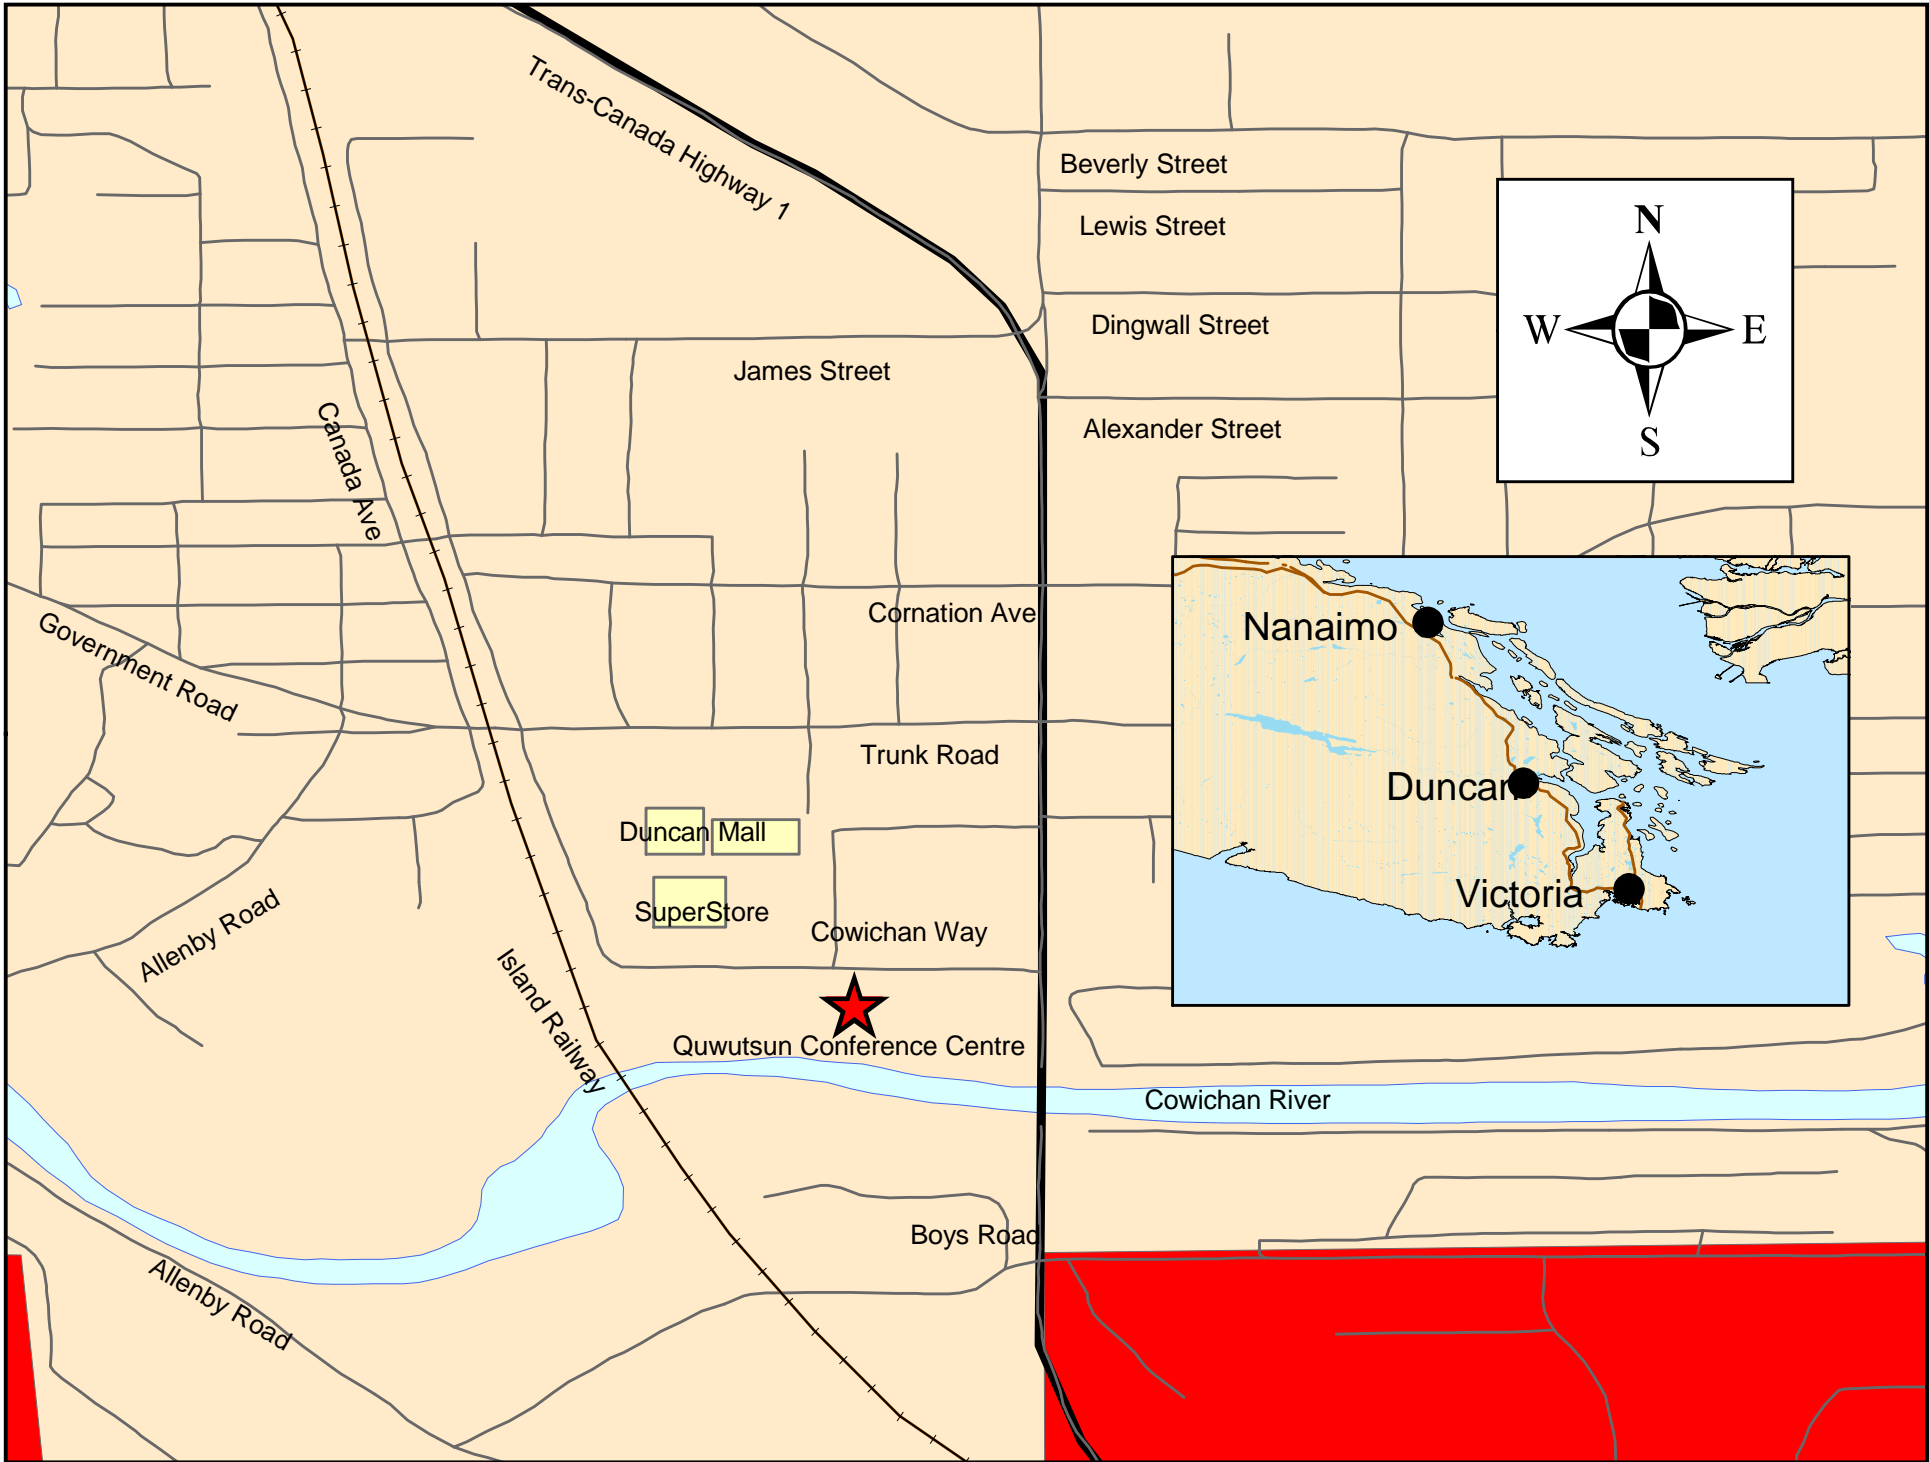 Trans-Canada Highway 1
Beverly Street
Lewis Street
N
W
E
S
Dingwall Street
James Street
Alexander Street
Canada Ave
Cornation Ave
Nanaimo
Government Road
Trunk Road
Duncan
Duncan Mall
Victoria
SuperStore
Cowichan Way
Allenby Road
Island Railway
Quwutsun Conference Centre
Cowichan River
Boys Road
Allenby Road